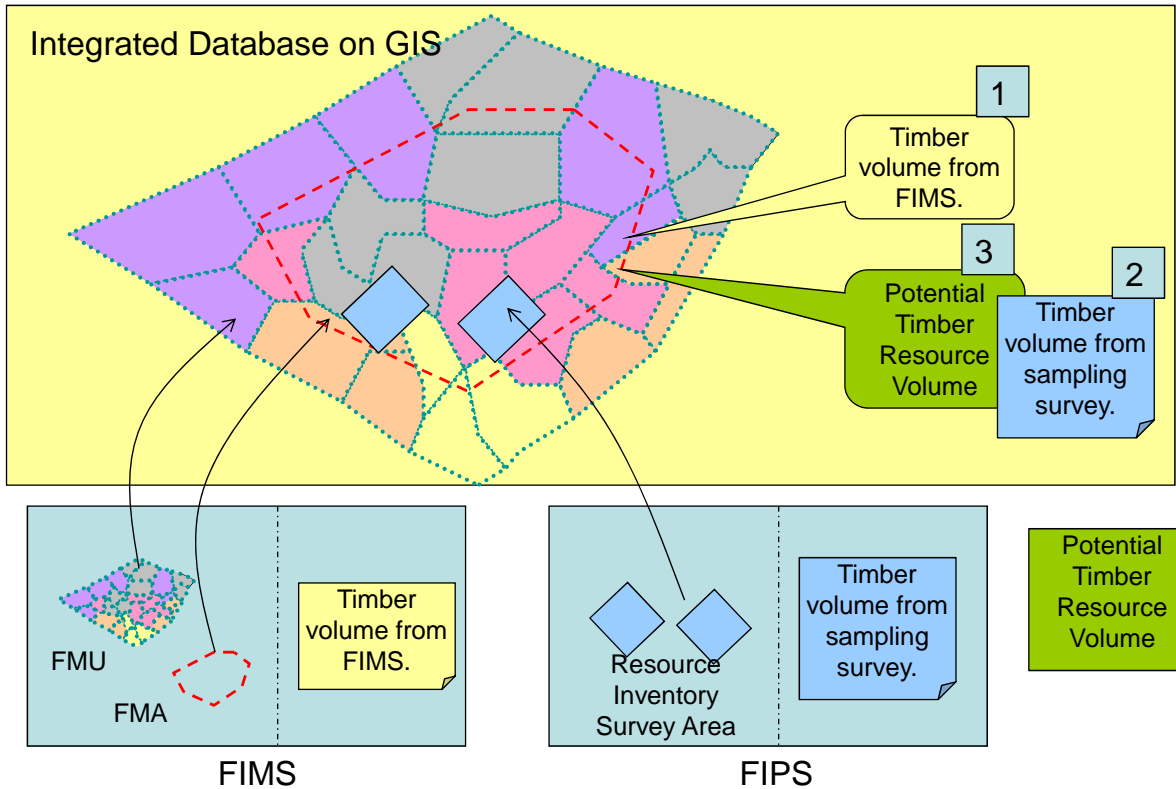 Integrated Database on GIS
1
Timber
volume from
FIMS.
3
Potential
Timber
Resource
Volume
2
Timber
volume from
sampling
survey.
FMU
FMA
Timber
volume from
FIMS.
Resource
Inventory
Survey Area
Timber
volume from
sampling
survey.
Potential
Timber
Resource
Volume
FIMS
FIPS